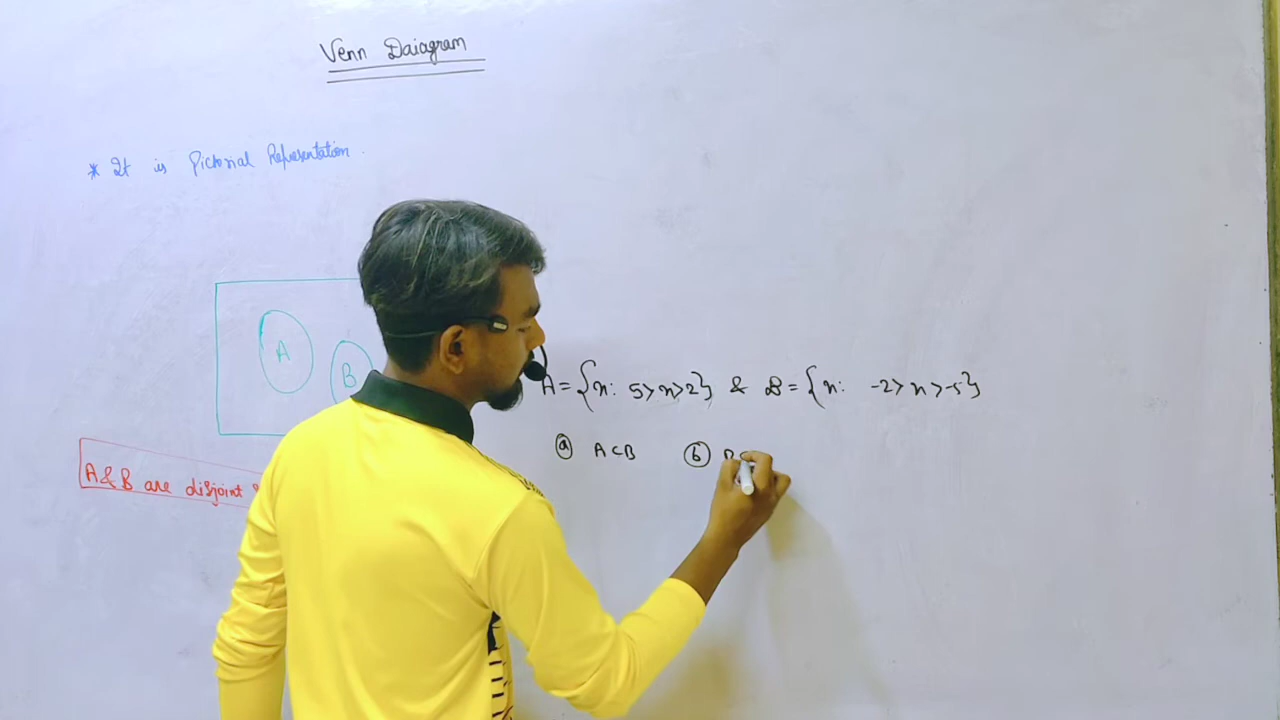 Venn Daiagram
* It is Pictorial Representation.
A
B
A & B are disjoint
A = {x: 5>x>2} & B = {x: -2>x>-5}
(a) A⊂B (b)